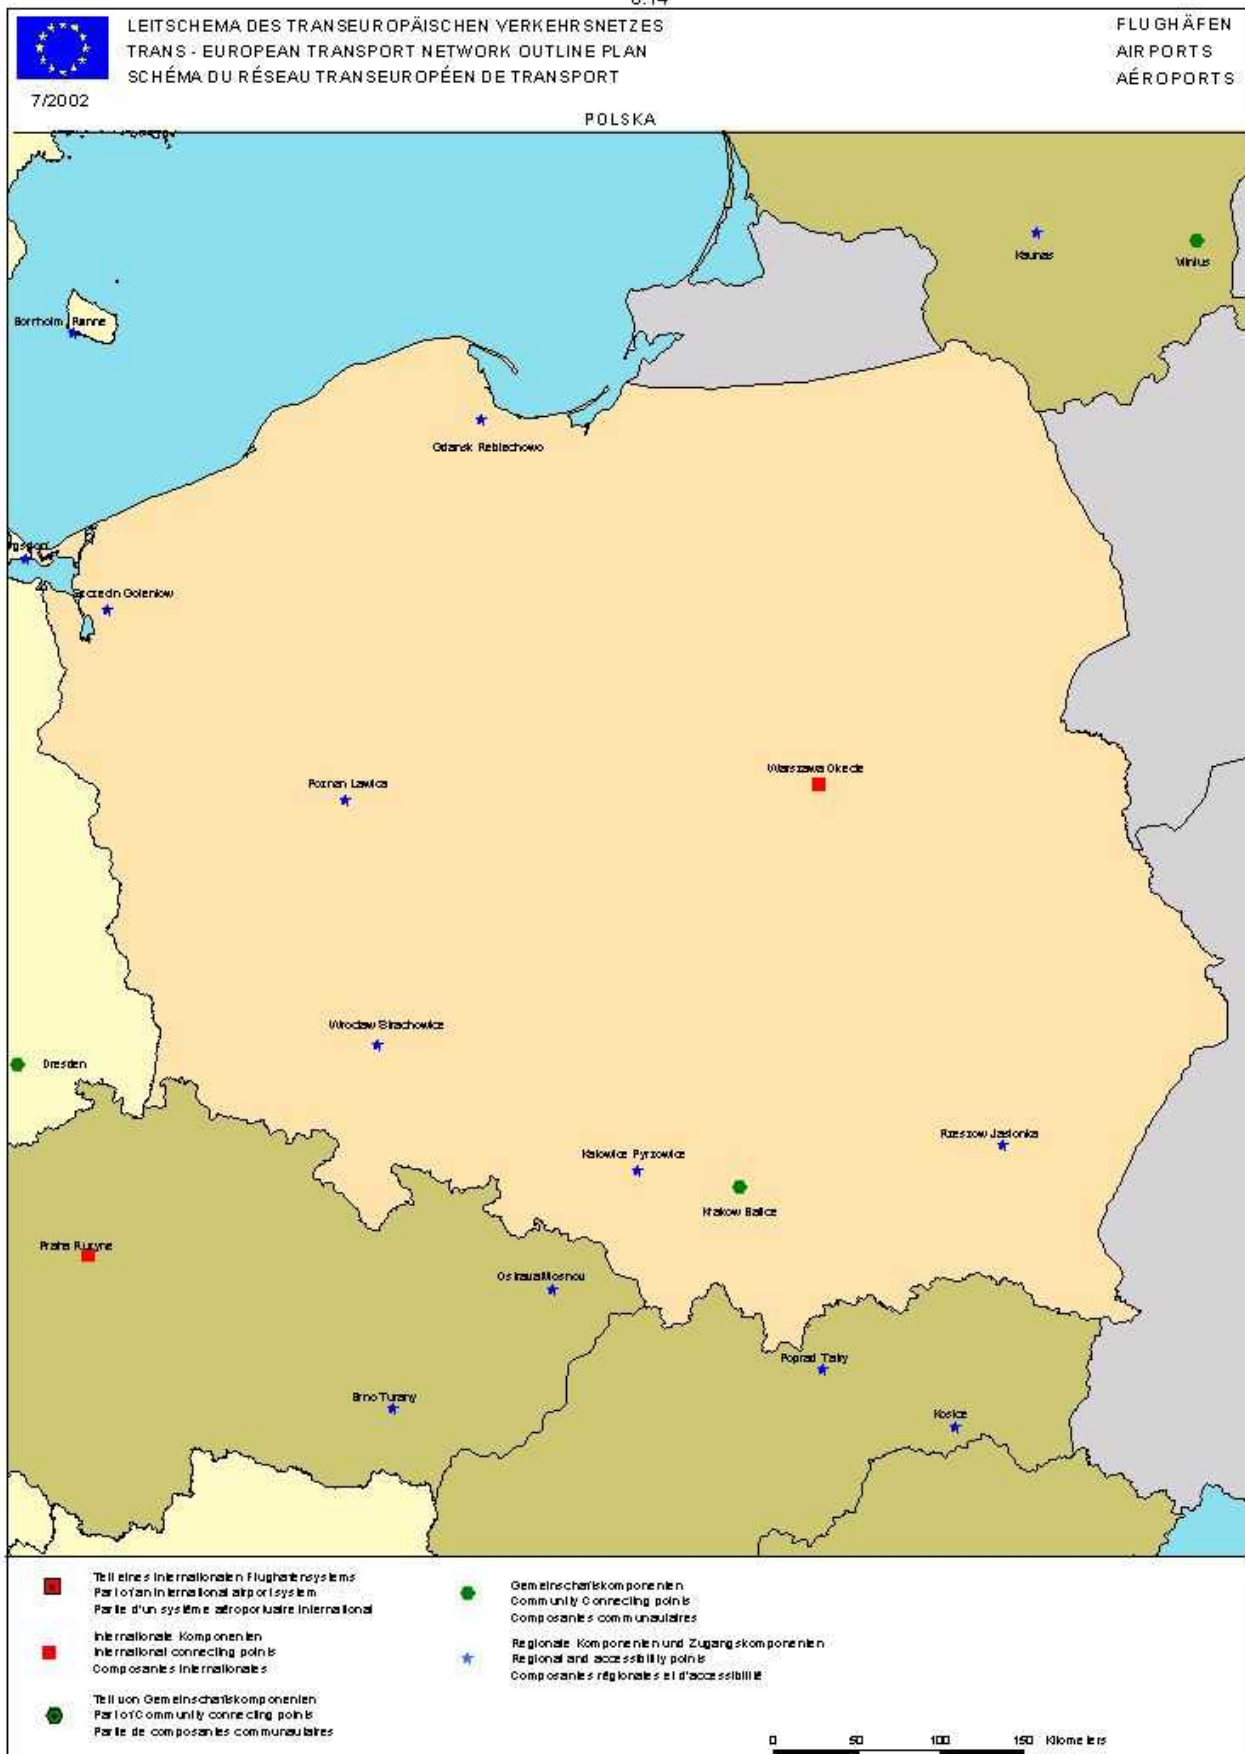 LEITSCHEMA DES TRANSEUROPÄISCHEN VERKEHRSNETZES
TRANS - EUROPEAN TRANSPORT NETWORK OUTLINE PLAN
SCHÉMA DU RÉSEAU TRANSEUROPÉEN DE TRANSPORT
FLUGHÄFEN
AIRPORTS
AÉROPORTS
7/2002
POLSKA
Kaunas
Vilnius
Bornholm Rønne
Gdansk Rebiechowo
Szczecin Goleniow
Poznan Lawica
Warszawa Okecie
Wroclaw Strachowice
Dresden
Rzeszow Jasionka
Katowice Pyrzowice
Krakow Balice
Praha Ruzyne
Ostrava Mosnov
Poprad Tatry
Brno Turany
Kosice
Teil eines internationalen Flughafensystems
Part of an international airport system
Partie d'un système aéroportuaire international
Internationale Komponenten
International connecting points
Composantes internationales
Teil von Gemeinschaftskomponenten
Part of Community connecting points
Partie de composantes communautaires
Gemeinschaftskomponenten
Community Connecting points
Composantes communautaires
Regionale Komponenten und Zugangskomponenten
Regional and accessibility points
Composantes régionales et d'accessibilité
0 50 100 150 Kilometers